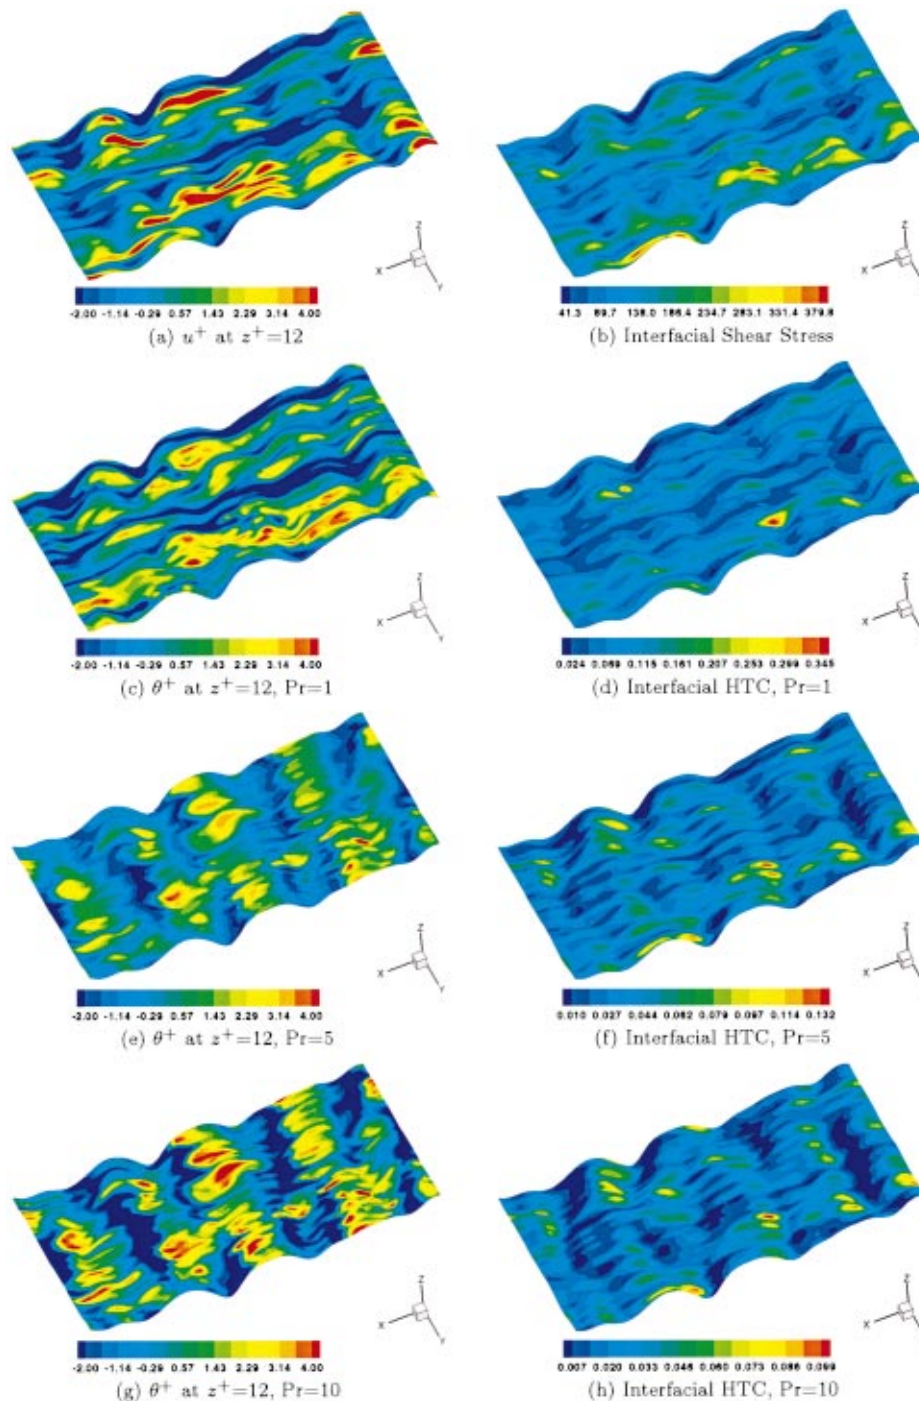 Z
X
Y
-2.00 -1.14 -0.29 0.57 1.43 2.29 3.14 4.00
(a) u⁺ at z⁺=12
Z
X
41.3 89.7 138.0 186.4 234.7 283.1 331.4 379.8
(b) Interfacial Shear Stress
Z
X
Y
-2.00 -1.14 -0.29 0.57 1.43 2.29 3.14 4.00
(c) θ⁺ at z⁺=12, Pr=1
Z
X
0.024 0.069 0.115 0.161 0.207 0.253 0.299 0.345
(d) Interfacial HTC, Pr=1
Z
X
Y
-2.00 -1.14 -0.29 0.57 1.43 2.29 3.14 4.00
(e) θ⁺ at z⁺=12, Pr=5
Z
X
0.010 0.027 0.044 0.062 0.079 0.097 0.114 0.132
(f) Interfacial HTC, Pr=5
Z
X
Y
-2.00 -1.14 -0.29 0.57 1.43 2.29 3.14 4.00
(g) θ⁺ at z⁺=12, Pr=10
Z
X
0.007 0.020 0.033 0.046 0.060 0.073 0.086 0.099
(h) Interfacial HTC, Pr=10